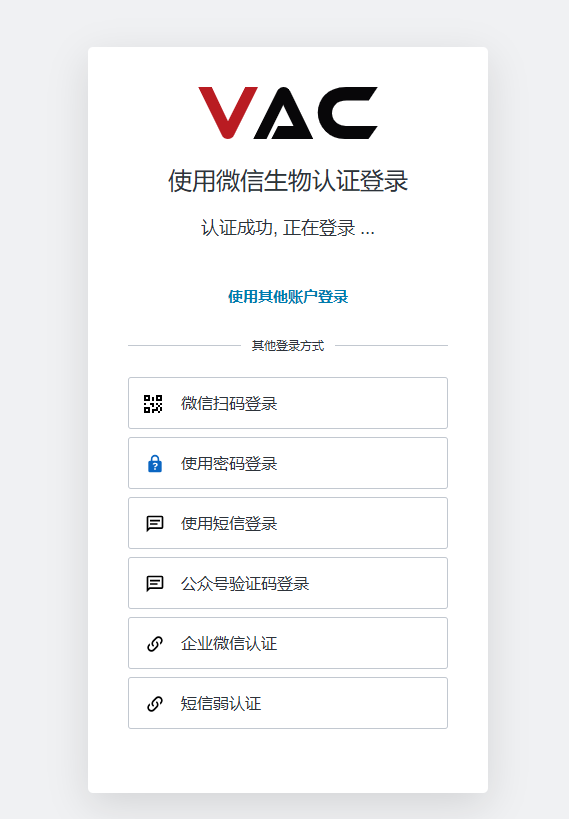 VAC
使用微信生物认证登录
认证成功, 正在登录 ...
使用其他账户登录
其他登录方式
微信扫码登录
使用密码登录
使用短信登录
公众号验证码登录
企业微信认证
短信弱认证